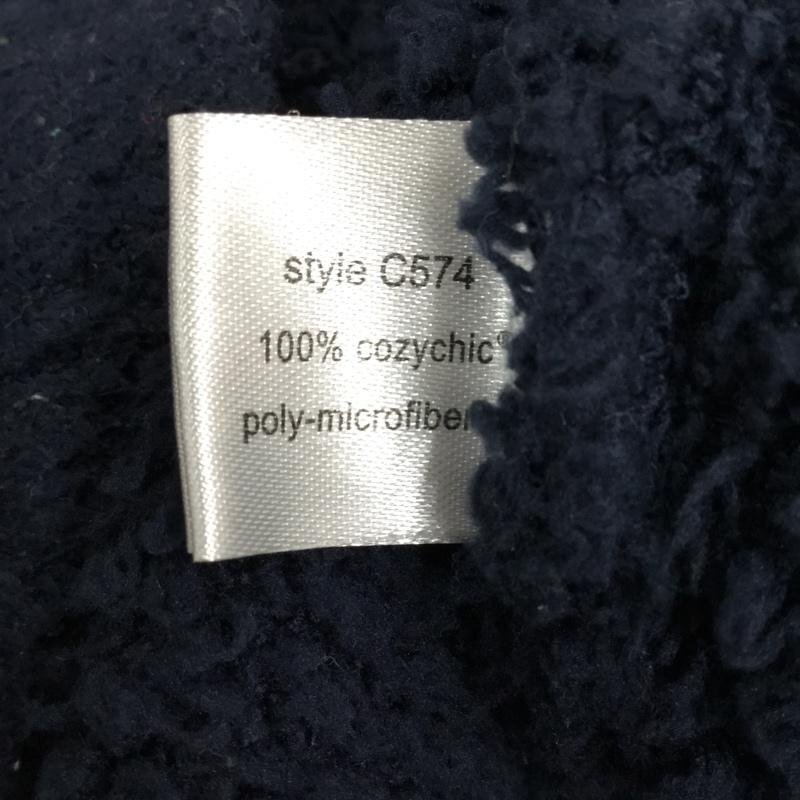 style C574
100% cozychic®
poly-microfiber